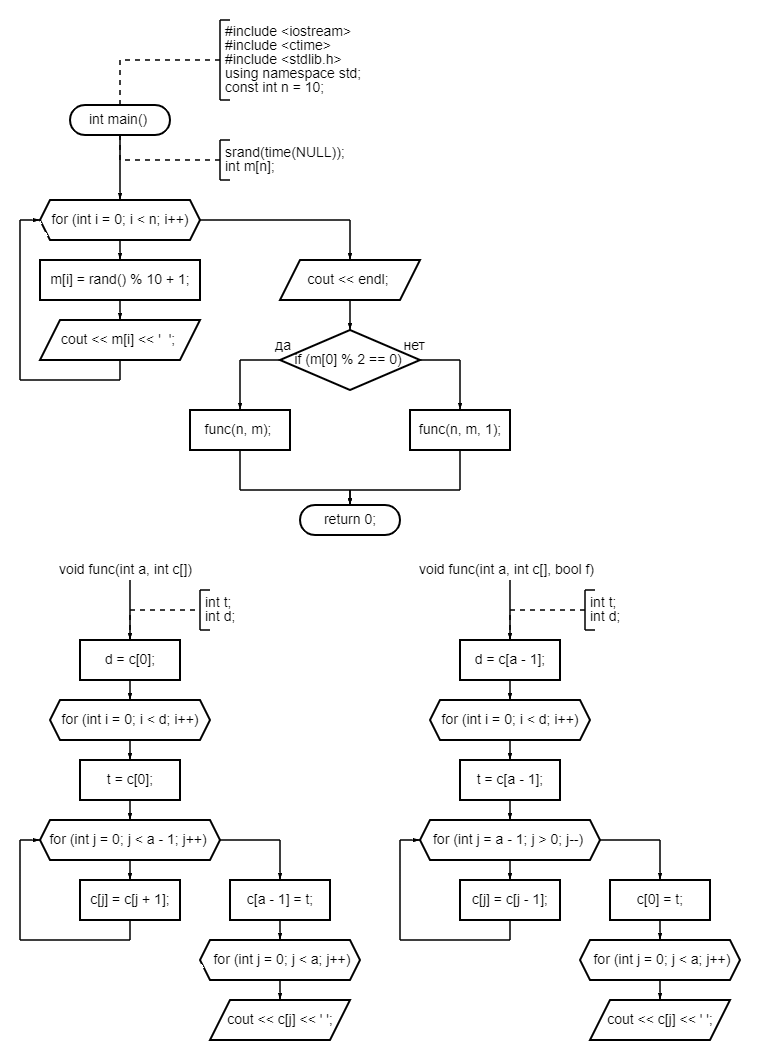 #include <iostream>
#include <ctime>
#include <stdlib.h>
using namespace std;
const int n = 10;
int main()
srand(time(NULL));
int m[n];
for (int i = 0; i < n; i++)
m[i] = rand() % 10 + 1;
cout << m[i] << '  ';
cout << endl;
да
нет
if (m[0] % 2 == 0)
func(n, m);
func(n, m, 1);
return 0;
void func(int a, int c[])
int t;
int d;
d = c[0];
for (int i = 0; i < d; i++)
t = c[0];
for (int j = 0; j < a - 1; j++)
c[j] = c[j + 1];
c[a - 1] = t;
for (int j = 0; j < a; j++)
cout << c[j] << ' ';
void func(int a, int c[], bool f)
int t;
int d;
d = c[a - 1];
for (int i = 0; i < d; i++)
t = c[a - 1];
for (int j = a - 1; j > 0; j--)
c[j] = c[j - 1];
c[0] = t;
for (int j = 0; j < a; j++)
cout << c[j] << ' ';